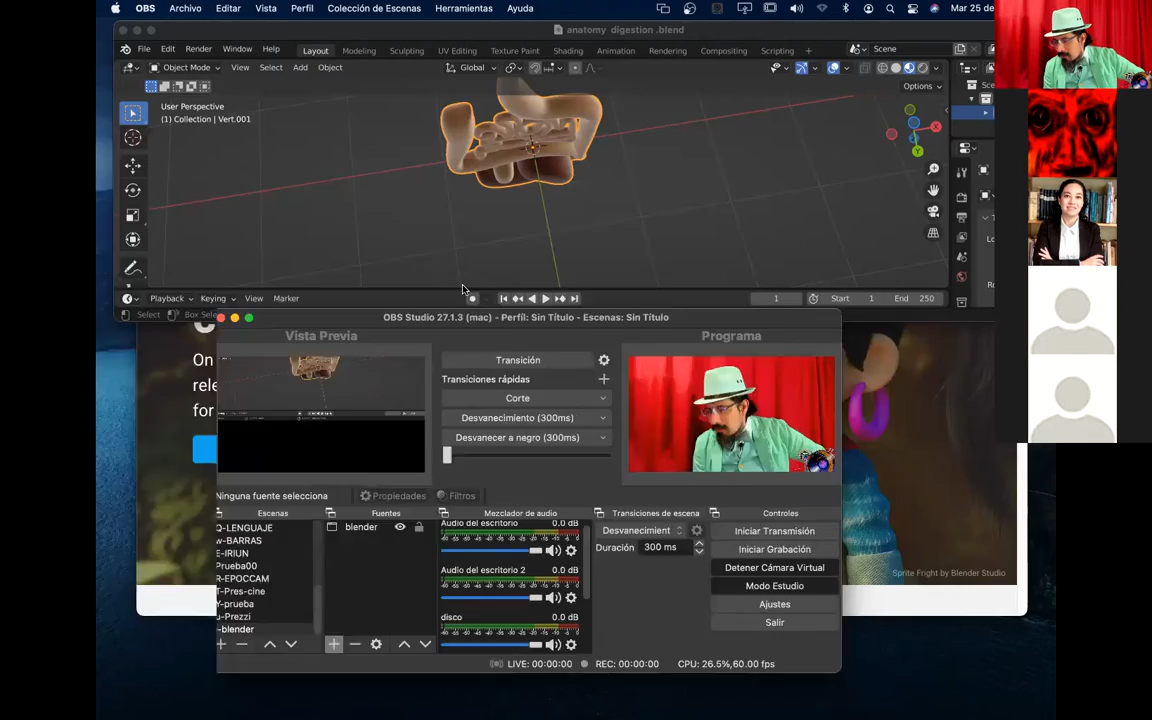 OBS Archivo Editar Vista Perfil Colección de Escenas Herramientas Ayuda Mar 25 de
anatomy digestion .blend
File Edit Render Window Help Layout Modeling Sculpting UV Editing Texture Paint Shading Animation Rendering Compositing Scripting + Scene
Object Mode View Select Add Object Global
Options
User Perspective
(1) Collection | Vert.001
X
Y
Playback Keying View Marker 1 Start 1 End 250
Select Box Sele
OBS Studio 27.1.3 (mac) - Perfil: Sin Título - Escenas: Sin Título
Vista Previa
Programa
On
rele
for
Transición
Transiciones rápidas
Corte
Desvanecimiento (300ms)
Desvanecer a negro (300ms)
Ninguna fuente selecciona Propiedades Filtros
Escenas Fuentes Mezclador de audio Transiciones de escena Controles
Q-LENGUAJE
w-BARRAS
E-IRIUN
Prueba00
R-EPOCCAM
T-Pres-cine
Y-prueba
u-Prezzi
-blender
blender
Audio del escritorio 0.0 dB
Audio del escritorio 2 0.0 dB
disco 0.0 dB
Desvanecimient
Duración 300 ms
Iniciar Transmisión
Iniciar Grabación
Detener Cámara Virtual
Modo Estudio
Ajustes
Salir
LIVE: 00:00:00 REC: 00:00:00 CPU: 26.5%,60.00 fps
Sprite Fright by Blender Studio